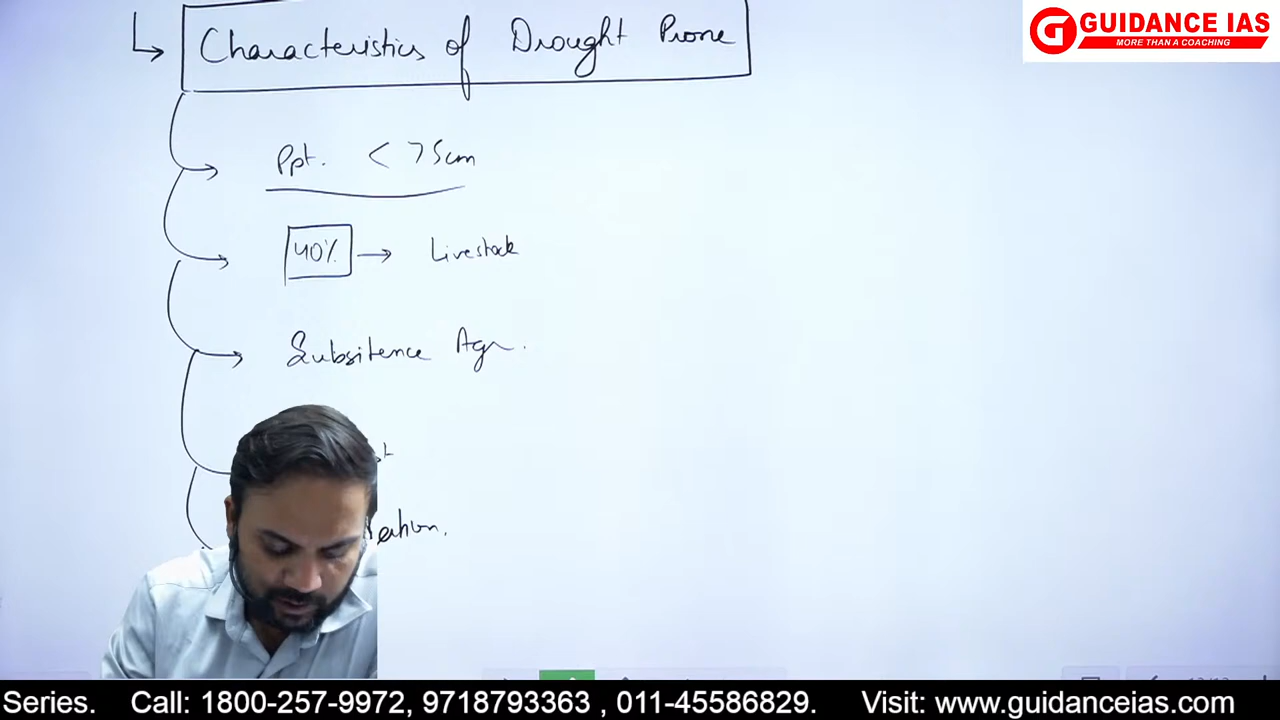 GUIDANCE IAS
MORE THAN A COACHING
Characteristics of Drought Prone
Ppt. < 75cm
40% → Livestock
Subsitence Agr.
Series. Call: 1800-257-9972, 9718793363 , 011-45586829. Visit: www.guidanceias.com